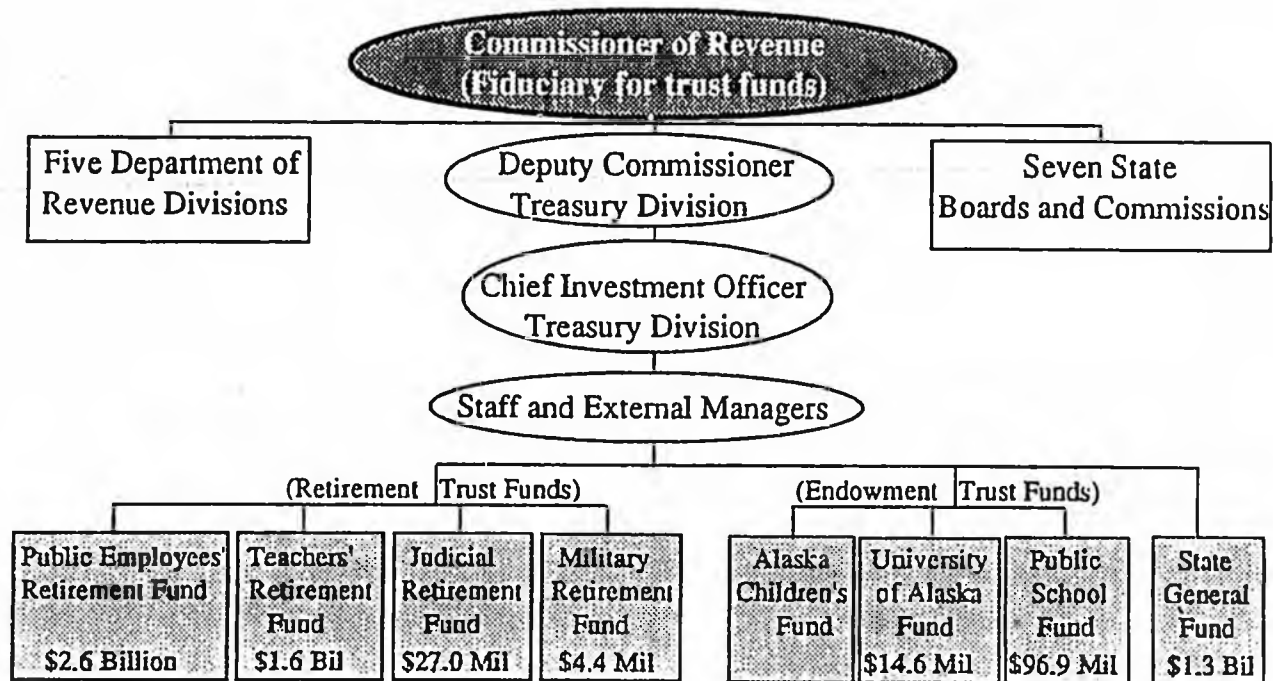 Commissioner of Revenue
(Fiduciary for trust funds)
Five Department of
Revenue Divisions
Deputy Commissioner
Treasury Division
Seven State
Boards and Commissions
Chief Investment Officer
Treasury Division
Staff and External Managers
(Retirement Trust Funds)
(Endowment Trust Funds)
Public Employees'
Retirement Fund
$2.6 Billion
Teachers'
Retirement
Fund
$1.6 Bil
Judicial
Retirement
Fund
$27.0 Mil
Military
Retirement
Fund
$4.4 Mil
Alaska
Children's
Fund
University
of Alaska
Fund
$14.6 Mil
Public
School
Fund
$96.9 Mil
State
General
Fund
$1.3 Bil